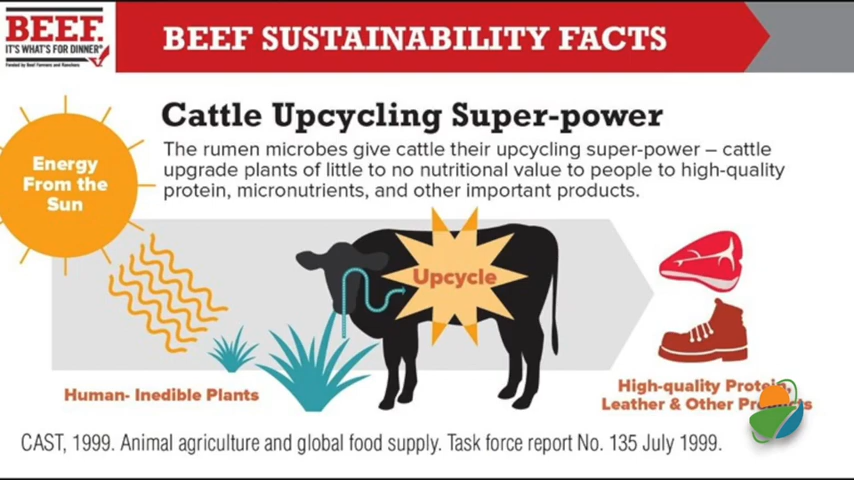 BEEF.
IT'S WHAT'S FOR DINNER®
Funded by Beef Farmers and Ranchers
BEEF SUSTAINABILITY FACTS
Cattle Upcycling Super-power
The rumen microbes give cattle their upcycling super-power – cattle
upgrade plants of little to no nutritional value to people to high-quality
protein, micronutrients, and other important products.
Energy
From the
Sun
Upcycle
Human- Inedible Plants
High-quality Protein,
Leather & Other Products
CAST, 1999. Animal agriculture and global food supply. Task force report No. 135 July 1999.